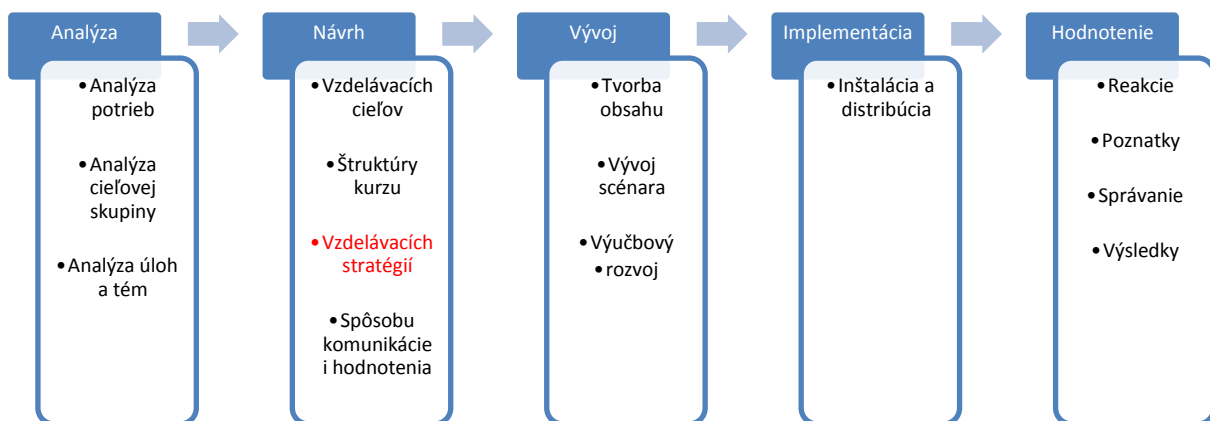 Analýza
•Analýza
potrieb
•Analýza
cieľovej
skupiny
•Analýza úloh
a tém
Návrh
•Vzdelávacích
cieľov
•Štruktúry
kurzu
•Vzdelávacích
stratégií
•Spôsobu
komunikácie
i hodnotenia
Vývoj
•Tvorba
obsahu
•Vývoj
scénara
•Výučbový
•rozvoj
Implementácia
•Inštalácia a
distribúcia
Hodnotenie
•Reakcie
•Poznatky
•Správanie
•Výsledky